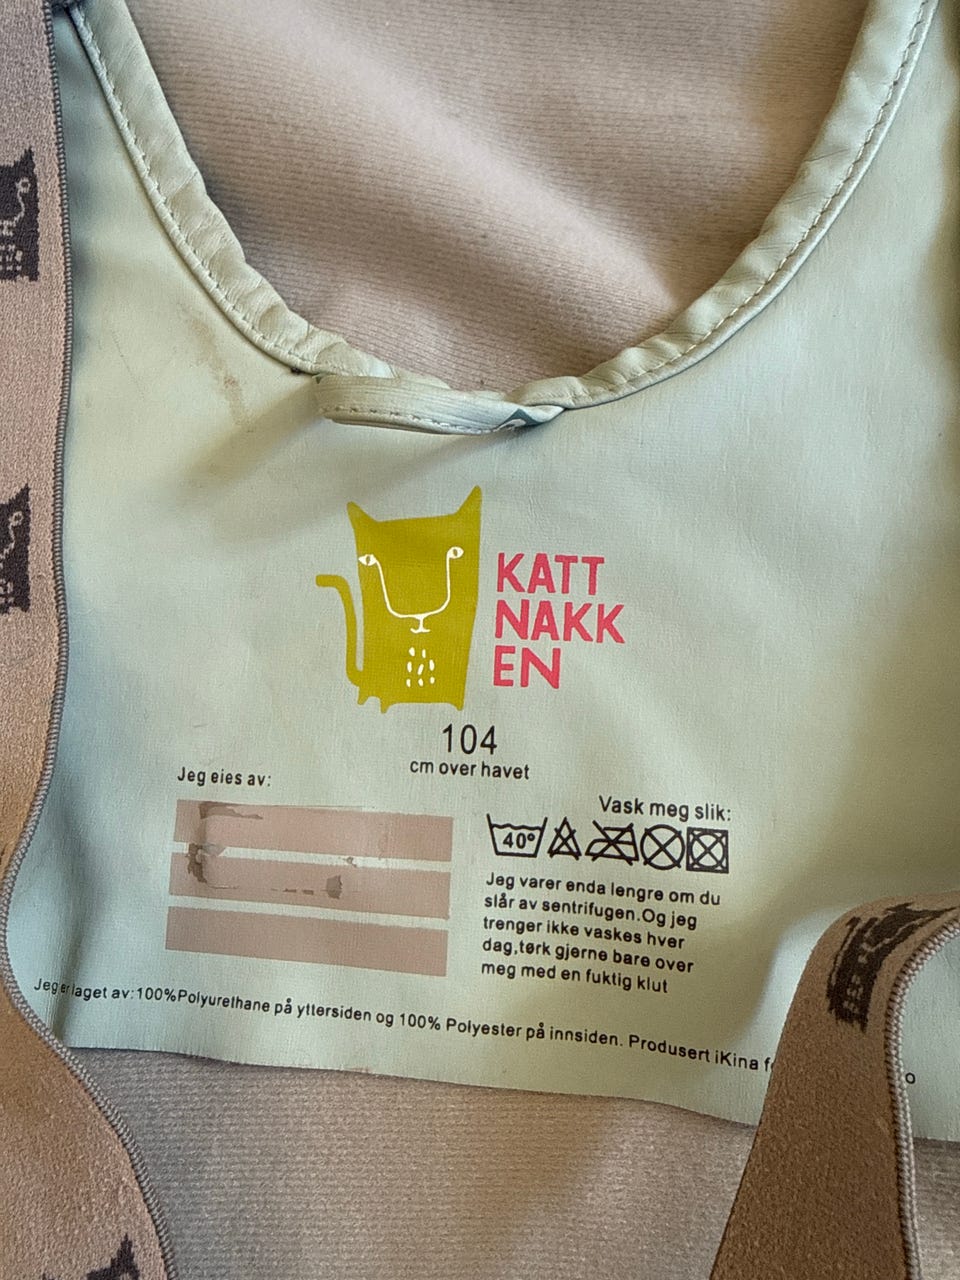 KATT
NAKK
EN
104
cm over havet
Jeg eies av:
Vask meg slik:
40°
Jeg varer enda lengre om du
slår av sentrifugen.Og jeg
trenger ikke vaskes hver
dag,tørk gjerne bare over
meg med en fuktig klut
Jeg er laget av:100%Polyurethane på yttersiden og 100% Polyester på innsiden. Produsert iKina